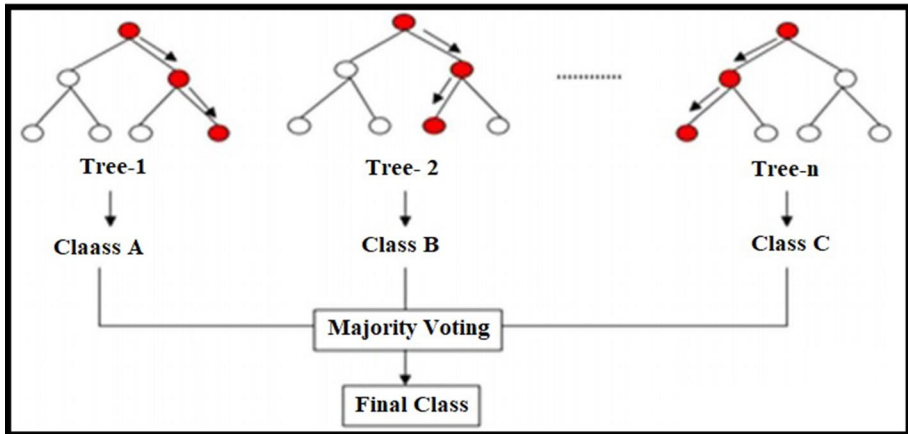 Tree-1
Tree- 2
Tree-n
Claass A
Class B
Class C
Majority Voting
Final Class